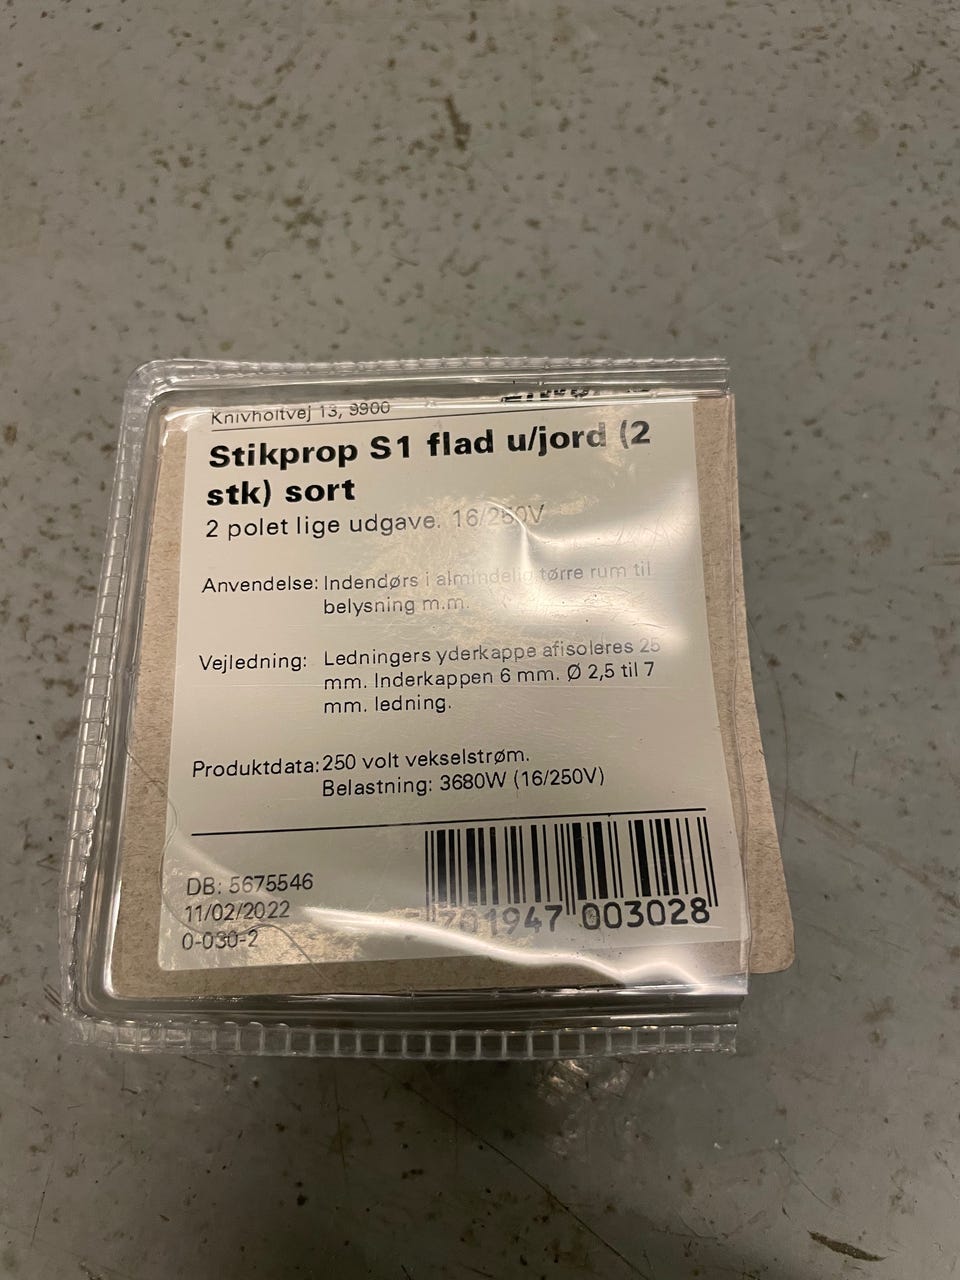 Knivholtvej 13, 9900
Stikprop S1 flad u/jord (2
stk) sort
2 polet lige udgave. 16/250V
Anvendelse: Indendørs i almindelig tørre rum til
belysning m.m.
Vejledning: Ledningers yderkappe afisoleres 25
mm. Inderkappen 6 mm. Ø 2,5 til 7
mm. ledning.
Produktdata: 250 volt vekselstrøm.
Belastning: 3680W (16/250V)
DB: 5675546
11/02/2022
0-030-2
701947 003028